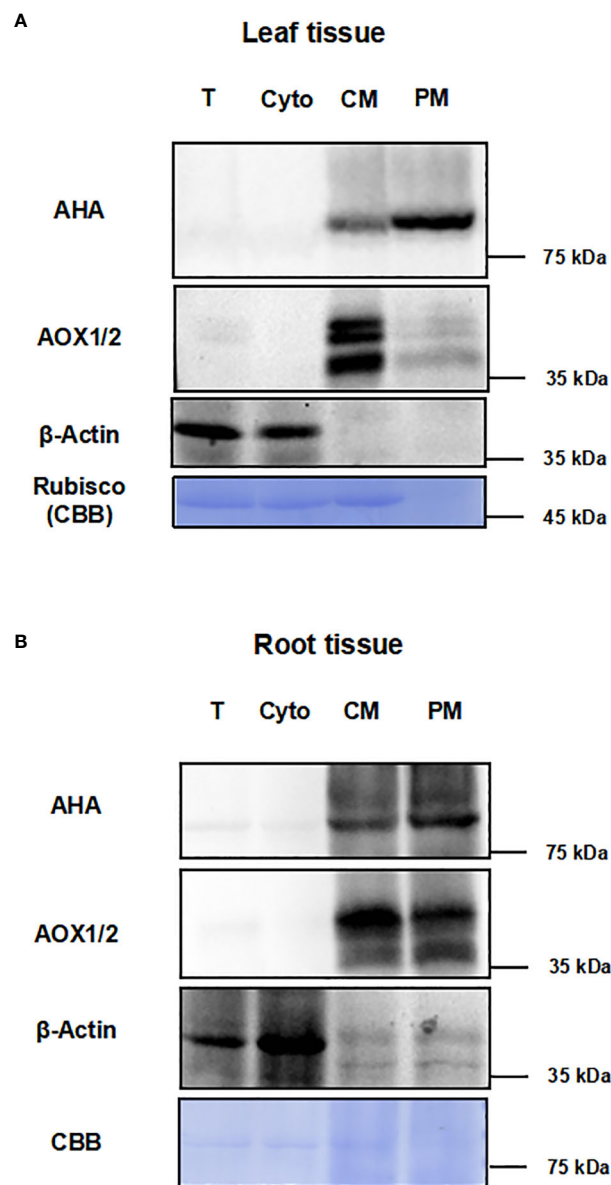 A
Leaf tissue
T Cyto CM PM
AHA
75 kDa
AOX1/2
35 kDa
β-Actin
35 kDa
Rubisco
(CBB)
45 kDa
B
Root tissue
T Cyto CM PM
AHA
75 kDa
AOX1/2
35 kDa
β-Actin
35 kDa
CBB
75 kDa